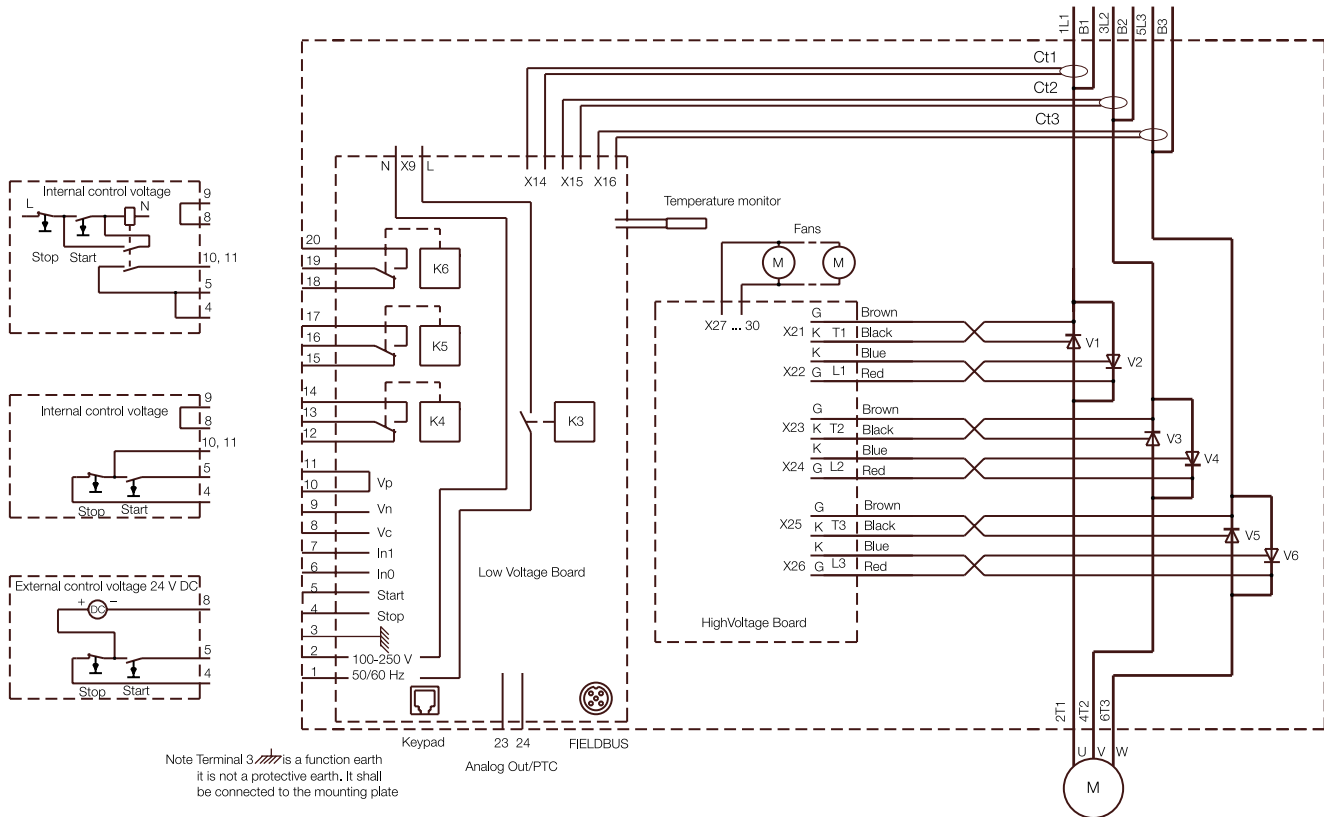 1L1
B1
3L2
B2
5L3
B3
Ct1
Ct2
Ct3
N X9 L
X14 X15 X16
Temperature monitor
Fans
M M
Internal control voltage
L N
Stop Start
9
8
10, 11
5
4
Internal control voltage
9
8
10, 11
5
4
Stop Start
External control voltage 24 V DC
+ DC −
8
5
4
Stop Start
20
19
18
K6
17
16
15
K5
14
13
12
K4
K3
11
10
Vp
9 Vn
8 Vc
7 In1
6 In0
5 Start
4 Stop
3
2 100-250 V
1 50/60 Hz
Low Voltage Board
Keypad
23 24
Analog Out/PTC
FIELDBUS
X27 ... 30
G Brown
X21 K T1 Black
K Blue
X22 G L1 Red
G Brown
X23 K T2 Black
K Blue
X24 G L2 Red
G Brown
X25 K T3 Black
K Blue
X26 G L3 Red
HighVoltage Board
V1
V2
V3
V4
V5
V6
2T1
4T2
6T3
U V W
M
Note Terminal 3 is a function earth
it is not a protective earth. It shall
be connected to the mounting plate